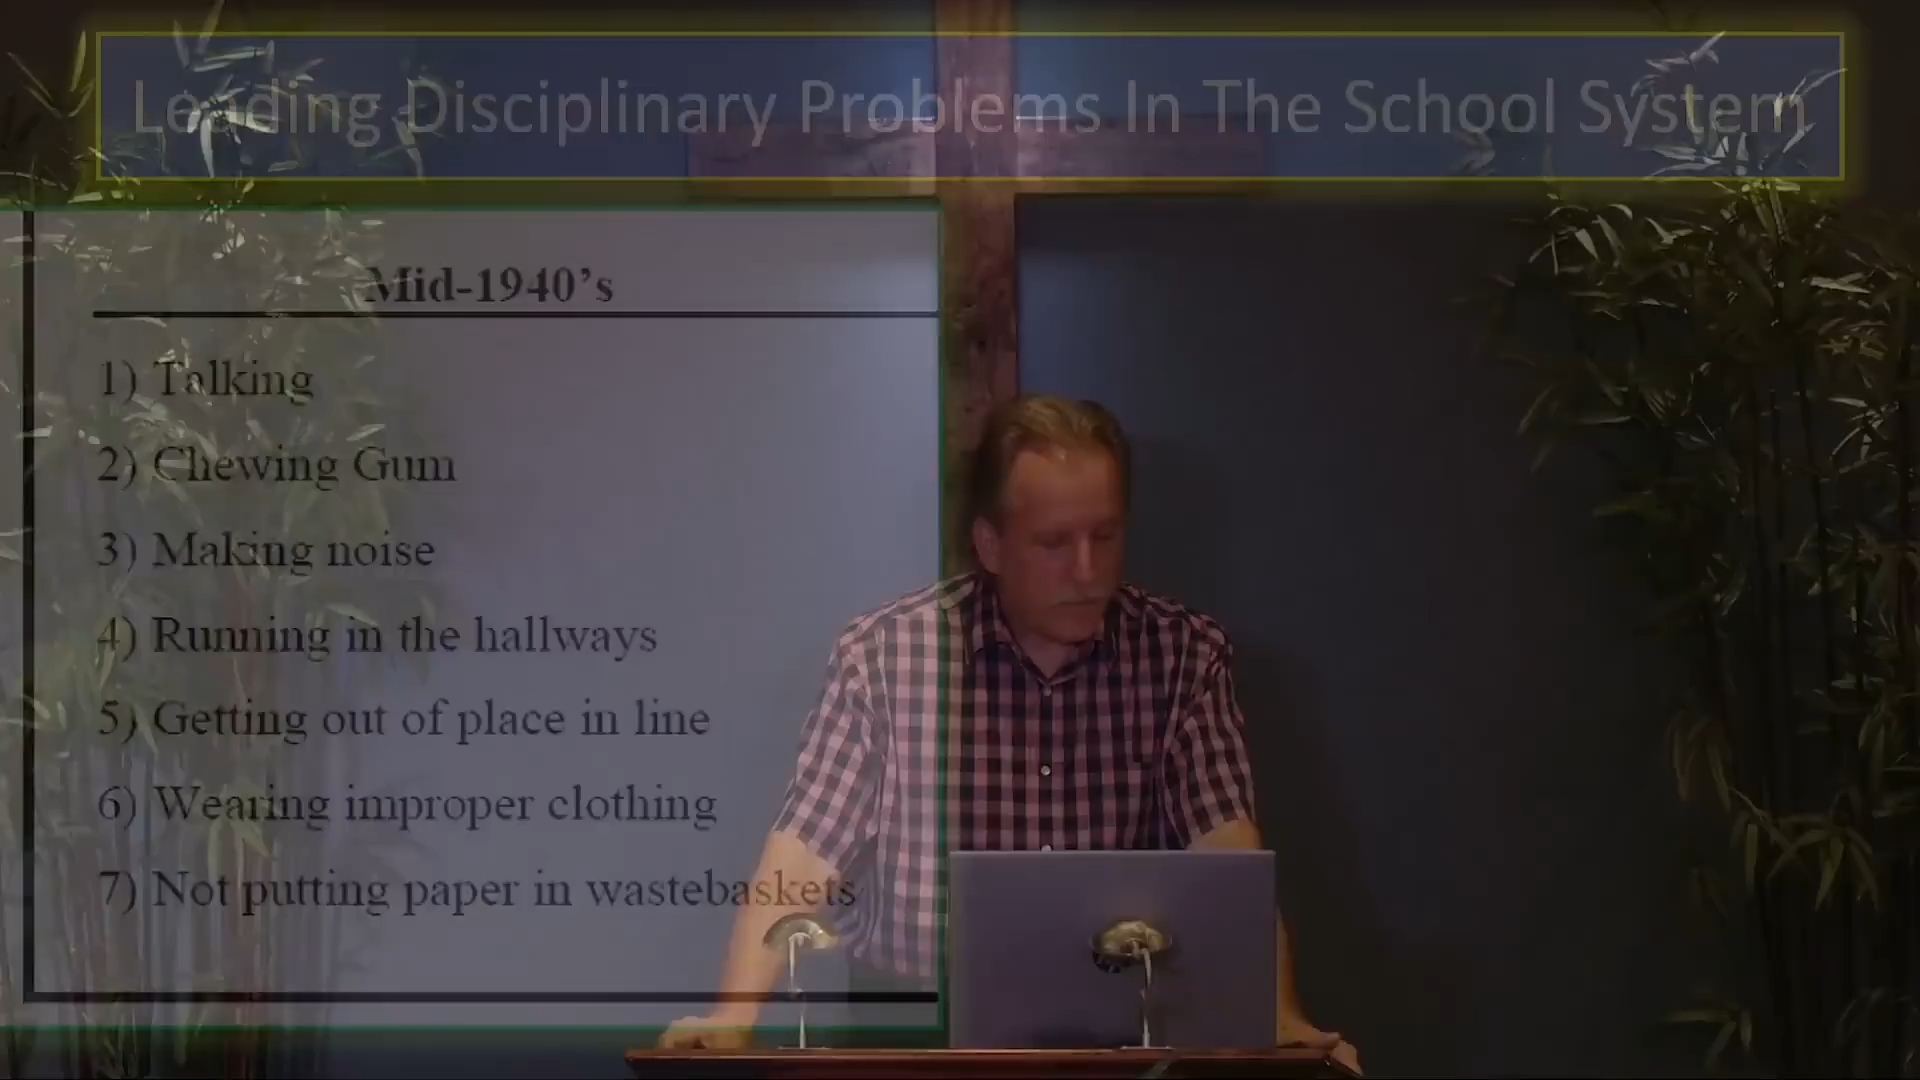 Leading Disciplinary Problems In The School System
Mid-1940’s
1) Talking
2) Chewing Gum
3) Making noise
4) Running in the hallways
5) Getting out of place in line
6) Wearing improper clothing
7) Not putting paper in wastebaskets